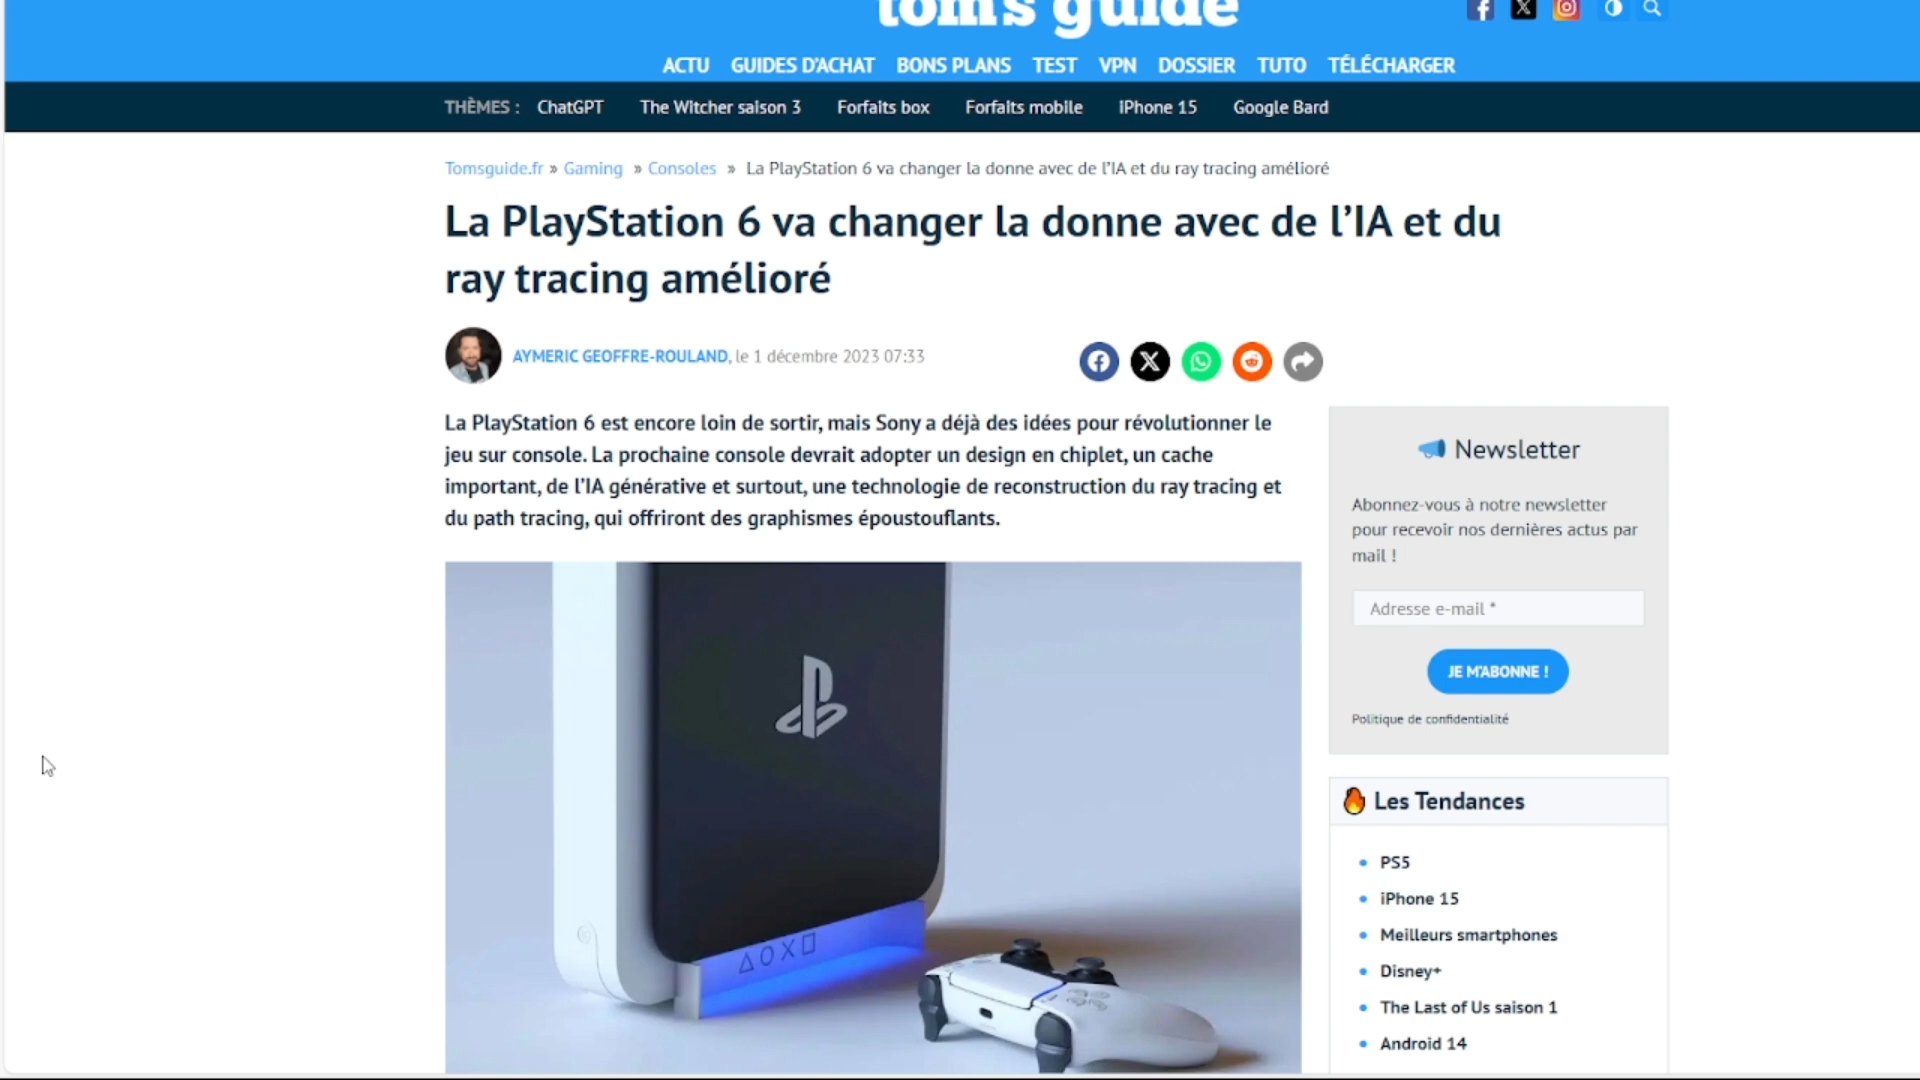 tom's guide
ACTU GUIDES D'ACHAT BONS PLANS TEST VPN DOSSIER TUTO TÉLÉCHARGER
THÈMES : ChatGPT The Witcher saison 3 Forfaits box Forfaits mobile iPhone 15 Google Bard
Tomsguide.fr » Gaming » Consoles » La PlayStation 6 va changer la donne avec de l'IA et du ray tracing amélioré
La PlayStation 6 va changer la donne avec de l'IA et du
ray tracing amélioré
AYMERIC GEOFFRE-ROULAND, le 1 décembre 2023 07:33
La PlayStation 6 est encore loin de sortir, mais Sony a déjà des idées pour révolutionner le
jeu sur console. La prochaine console devrait adopter un design en chiplet, un cache
important, de l'IA générative et surtout, une technologie de reconstruction du ray tracing et
du path tracing, qui offriront des graphismes époustouflants.
Newsletter
Abonnez-vous à notre newsletter
pour recevoir nos dernières actus par
mail !
Adresse e-mail *
JE M'ABONNE !
Politique de confidentialité
Les Tendances
PS5
iPhone 15
Meilleurs smartphones
Disney+
The Last of Us saison 1
Android 14